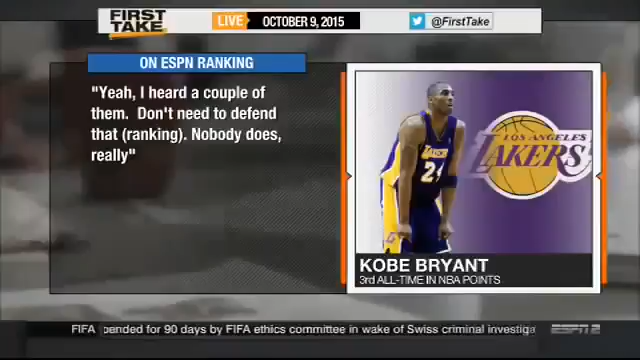 FIRST
TAKE
LIVE OCTOBER 9, 2015
@FirstTake
ON ESPN RANKING
"Yeah, I heard a couple of
them. Don't need to defend
that (ranking). Nobody does,
really"
LOS ANGELES
LAKERS
LAKERS
24
KOBE BRYANT
3rd ALL-TIME IN NBA POINTS
FIFA pended for 90 days by FIFA ethics committee in wake of Swiss criminal investiga
ESPN2